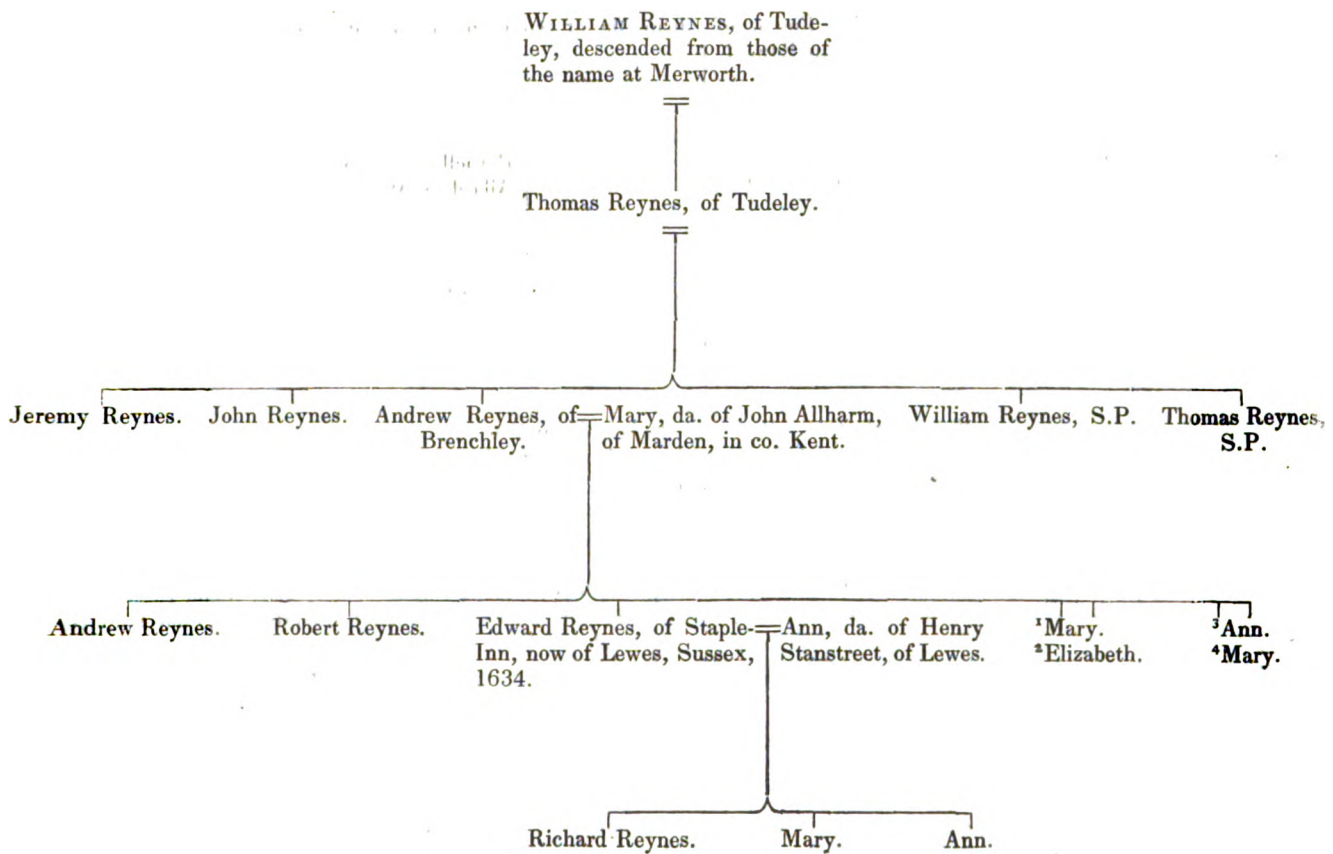 WILLIAM REYNES, of Tude-
ley, descended from those of
the name at Merworth.
Thomas Reynes, of Tudeley.
Jeremy Reynes.
John Reynes.
Andrew Reynes, of
Brenchley.
Mary, da. of John Allharm,
of Marden, in co. Kent.
William Reynes, S.P.
Thomas Reynes,
S.P.
Andrew Reynes.
Robert Reynes.
Edward Reynes, of Staple-
Inn, now of Lewes, Sussex,
1634.
Ann, da. of Henry
Stanstreet, of Lewes.
¹Mary.
²Elizabeth.
³Ann.
⁴Mary.
Richard Reynes.
Mary.
Ann.